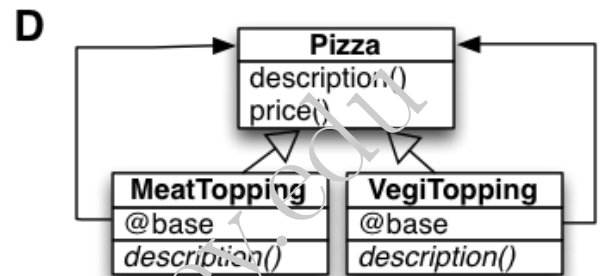 D
Pizza
description()
price()
MeatTopping
@base
description()
VegiTopping
@base
description()